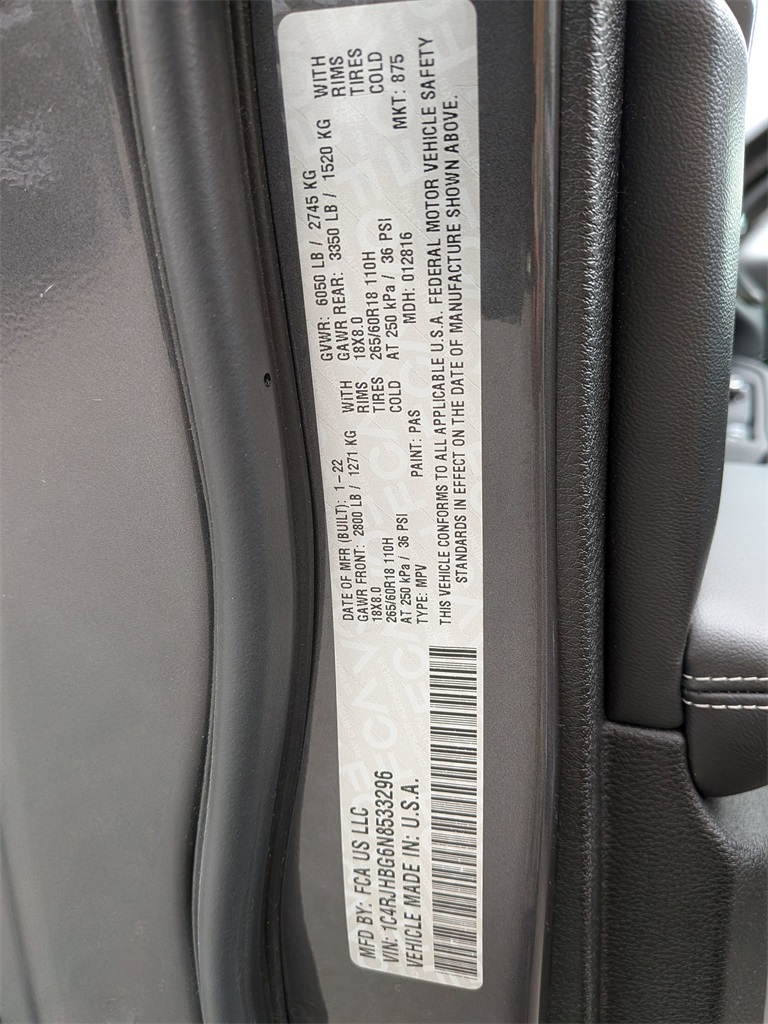 MFD BY: FCA US LLC
VIN: 1C4RJHBG6N8533296
VEHICLE MADE IN: U.S.A.
DATE OF MFR (BUILT): 1-22
GAWR FRONT: 2800 LB / 1271 KG WITH
18X8.0 RIMS
265/60R18 110H TIRES
AT 250 kPa / 36 PSI COLD
TYPE: MPV PAINT: PAS
GVWR: 6050 LB / 2745 KG
GAWR REAR: 3350 LB / 1520 KG WITH
18X8.0 RIMS
265/60R18 110H TIRES
AT 250 kPa / 36 PSI COLD
MDH: 012816 MKT: 875
THIS VEHICLE CONFORMS TO ALL APPLICABLE U.S.A. FEDERAL MOTOR VEHICLE SAFETY
STANDARDS IN EFFECT ON THE DATE OF MANUFACTURE SHOWN ABOVE.